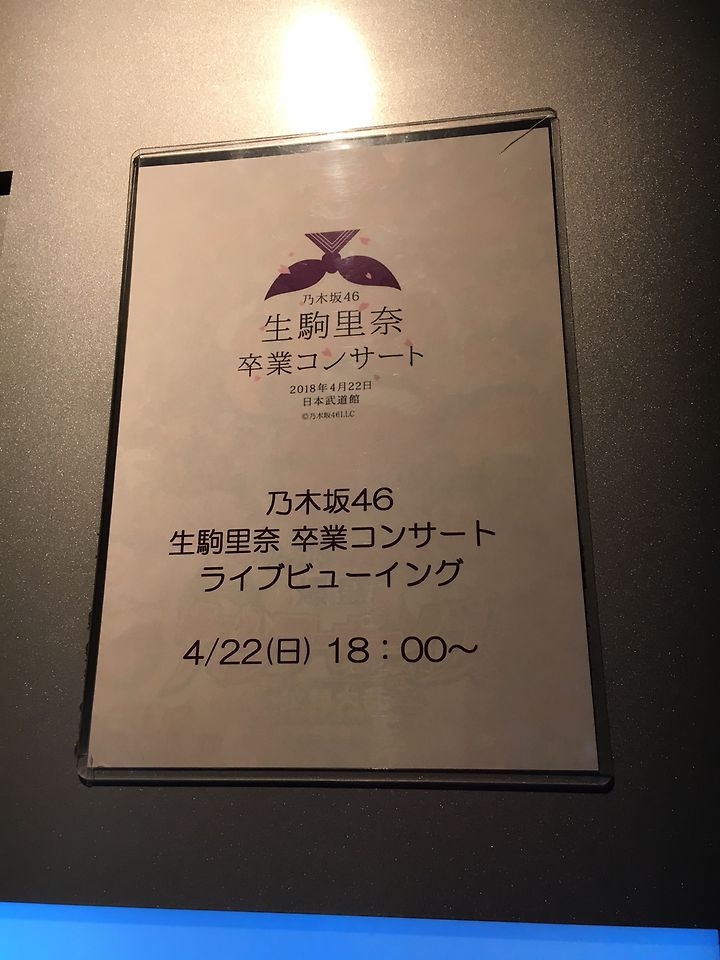 乃木坂46
生駒里奈
卒業コンサート
2018年4月22日
日本武道館
©乃木坂46LLC
乃木坂46
生駒里奈 卒業コンサート
ライブビューイング
4/22(日) 18：00～